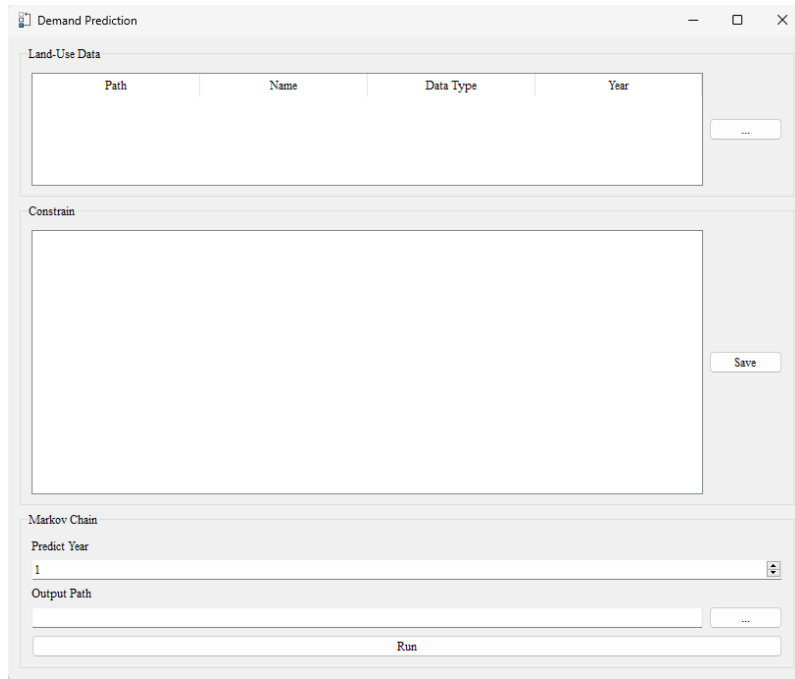 Demand Prediction
Land-Use Data
Path Name Data Type Year
...
Constrain
Save
Markov Chain
Predict Year
1
Output Path
...
Run